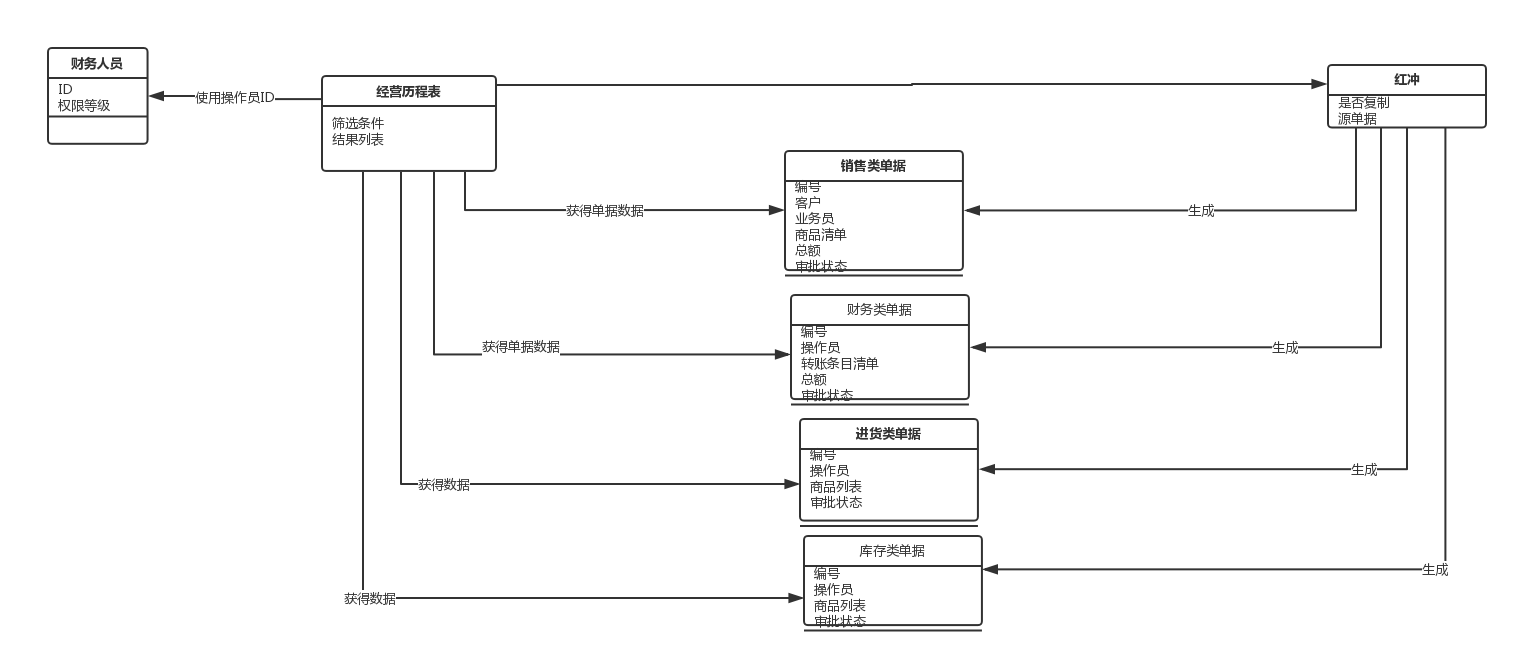 财务人员
ID
权限等级
使用操作员ID
经营历程表
筛选条件
结果列表
红冲
是否复制
源单据
销售类单据
编号
客户
业务员
商品清单
总额
审批状态
获得单据数据
生成
财务类单据
编号
操作员
转账条目清单
总额
审批状态
获得单据数据
生成
进货类单据
编号
操作员
商品列表
审批状态
获得数据
生成
库存类单据
编号
操作员
商品列表
审批状态
获得数据
生成